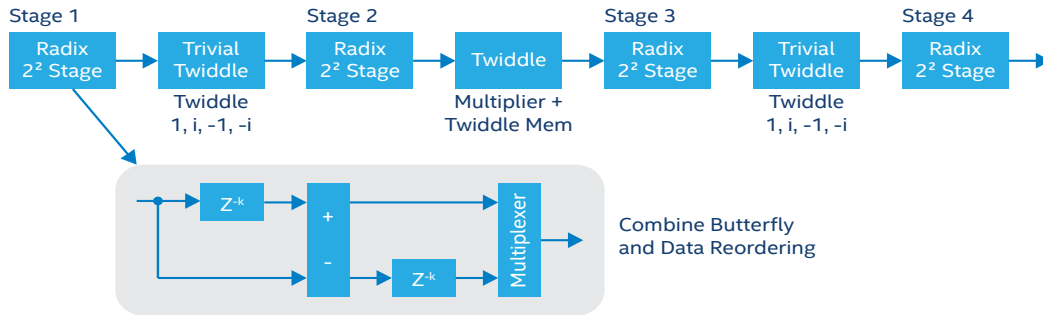 Stage 1
Stage 2
Stage 3
Stage 4
Radix
2² Stage
Trivial
Twiddle
Radix
2² Stage
Twiddle
Radix
2² Stage
Trivial
Twiddle
Radix
2² Stage
Twiddle
1, i, -1, -i
Multiplier +
Twiddle Mem
Twiddle
1, i, -1, -i
Z⁻ᵏ
+
-
Z⁻ᵏ
Multiplexer
Combine Butterfly
and Data Reordering